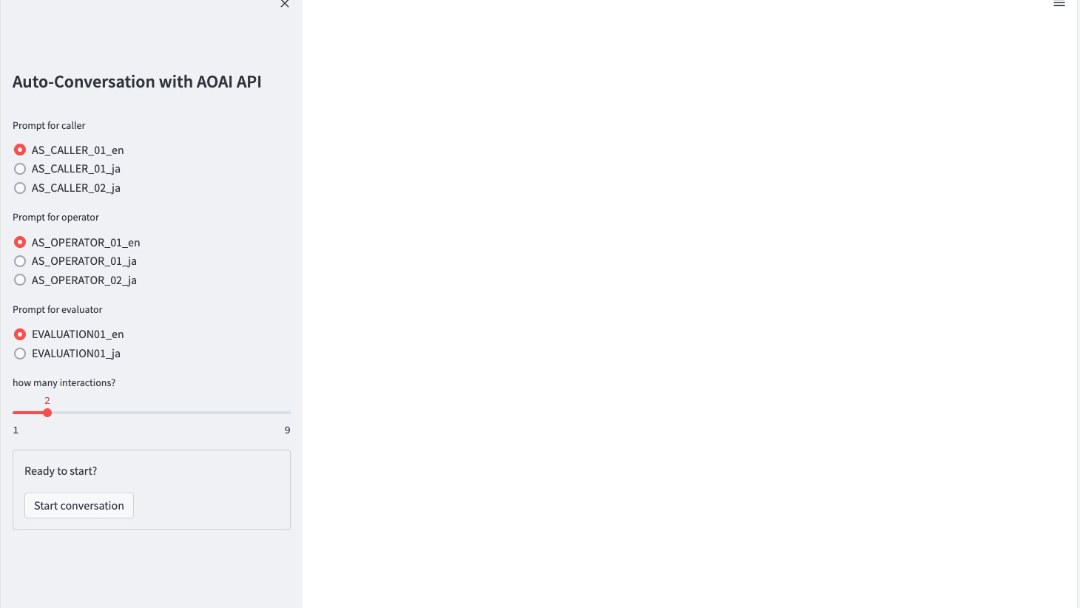 Auto-Conversation with AOAI API
Prompt for caller
AS_CALLER_01_en
AS_CALLER_01_ja
AS_CALLER_02_ja
Prompt for operator
AS_OPERATOR_01_en
AS_OPERATOR_01_ja
AS_OPERATOR_02_ja
Prompt for evaluator
EVALUATION01_en
EVALUATION01_ja
how many interactions?
2
1 9
Ready to start?
Start conversation